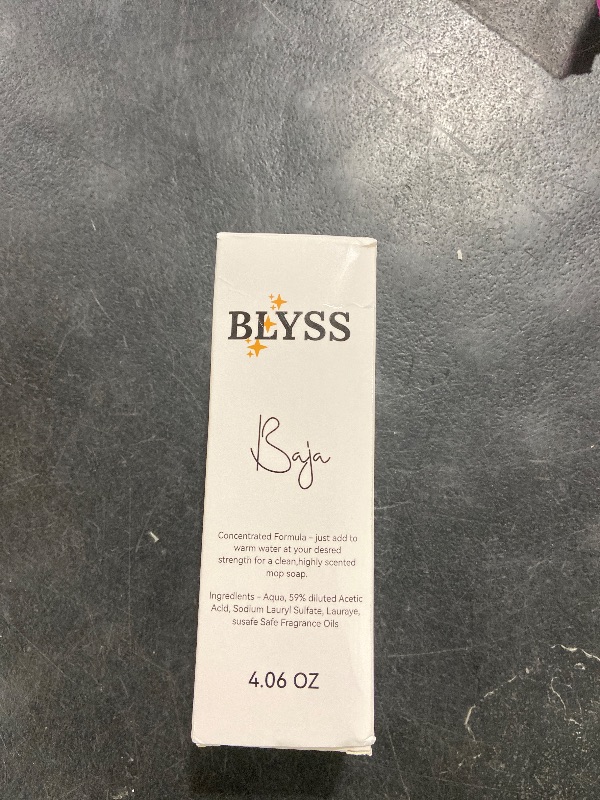 BLYSS
Baja
Concentrated Formula – just add to
warm water at your desred
strength for a clean,highly scented
mop soap.
Ingredients – Aqua, 59% diluted Acetic
Acid, Sodium Lauryl Sulfate, Lauraye,
susafe Safe Fragrance Oils
4.06 OZ